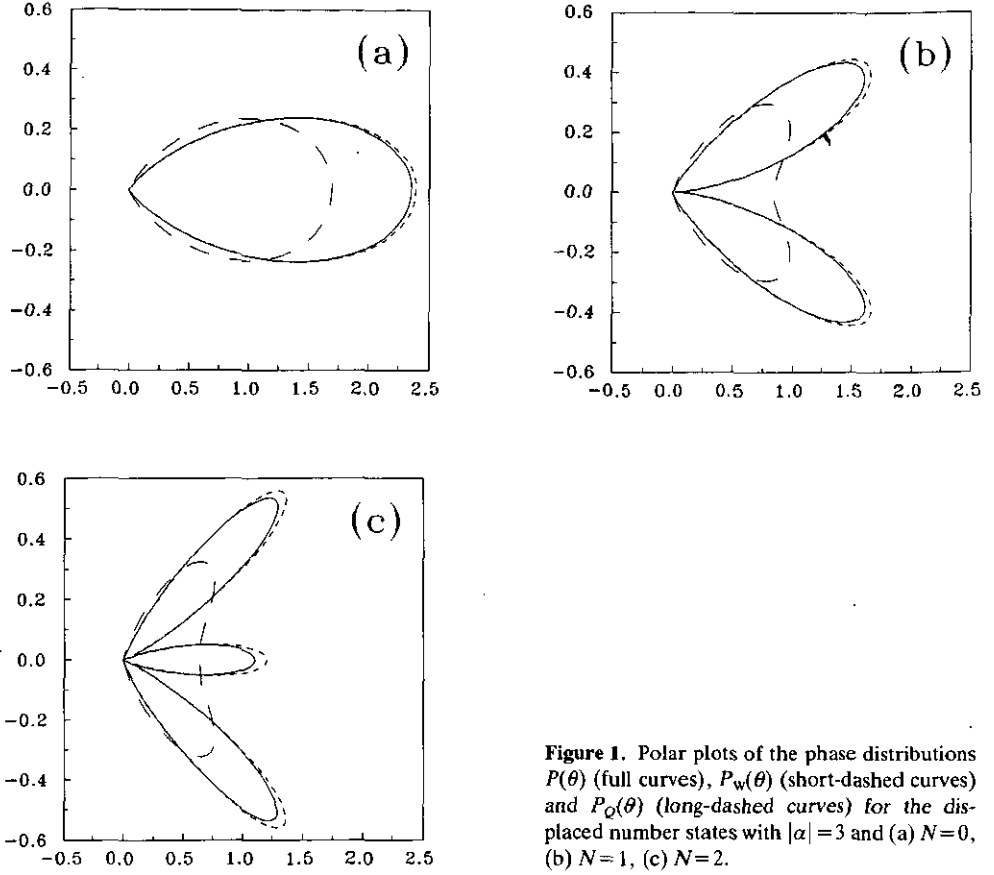 0.6
0.4
0.2
0.0
−0.2
−0.4
−0.6
−0.5 0.0 0.5 1.0 1.5 2.0 2.5
(a)
0.6
0.4
0.2
0.0
−0.2
−0.4
−0.6
−0.5 0.0 0.5 1.0 1.5 2.0 2.5
(b)
0.6
0.4
0.2
0.0
−0.2
−0.4
−0.6
−0.5 0.0 0.5 1.0 1.5 2.0 2.5
(c)
Figure 1. Polar plots of the phase distributions
P(θ) (full curves), P_W(θ) (short-dashed curves)
and P_Q(θ) (long-dashed curves) for the dis-
placed number states with |α| = 3 and (a) N=0,
(b) N=1, (c) N=2.